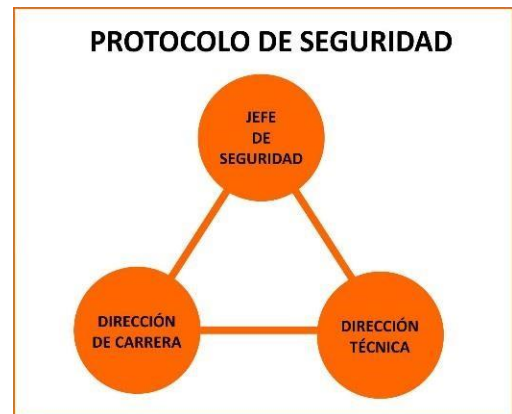 PROTOCOLO DE SEGURIDAD
JEFE
DE
SEGURIDAD
DIRECCIÓN
DE CARRERA
DIRECCIÓN
TÉCNICA